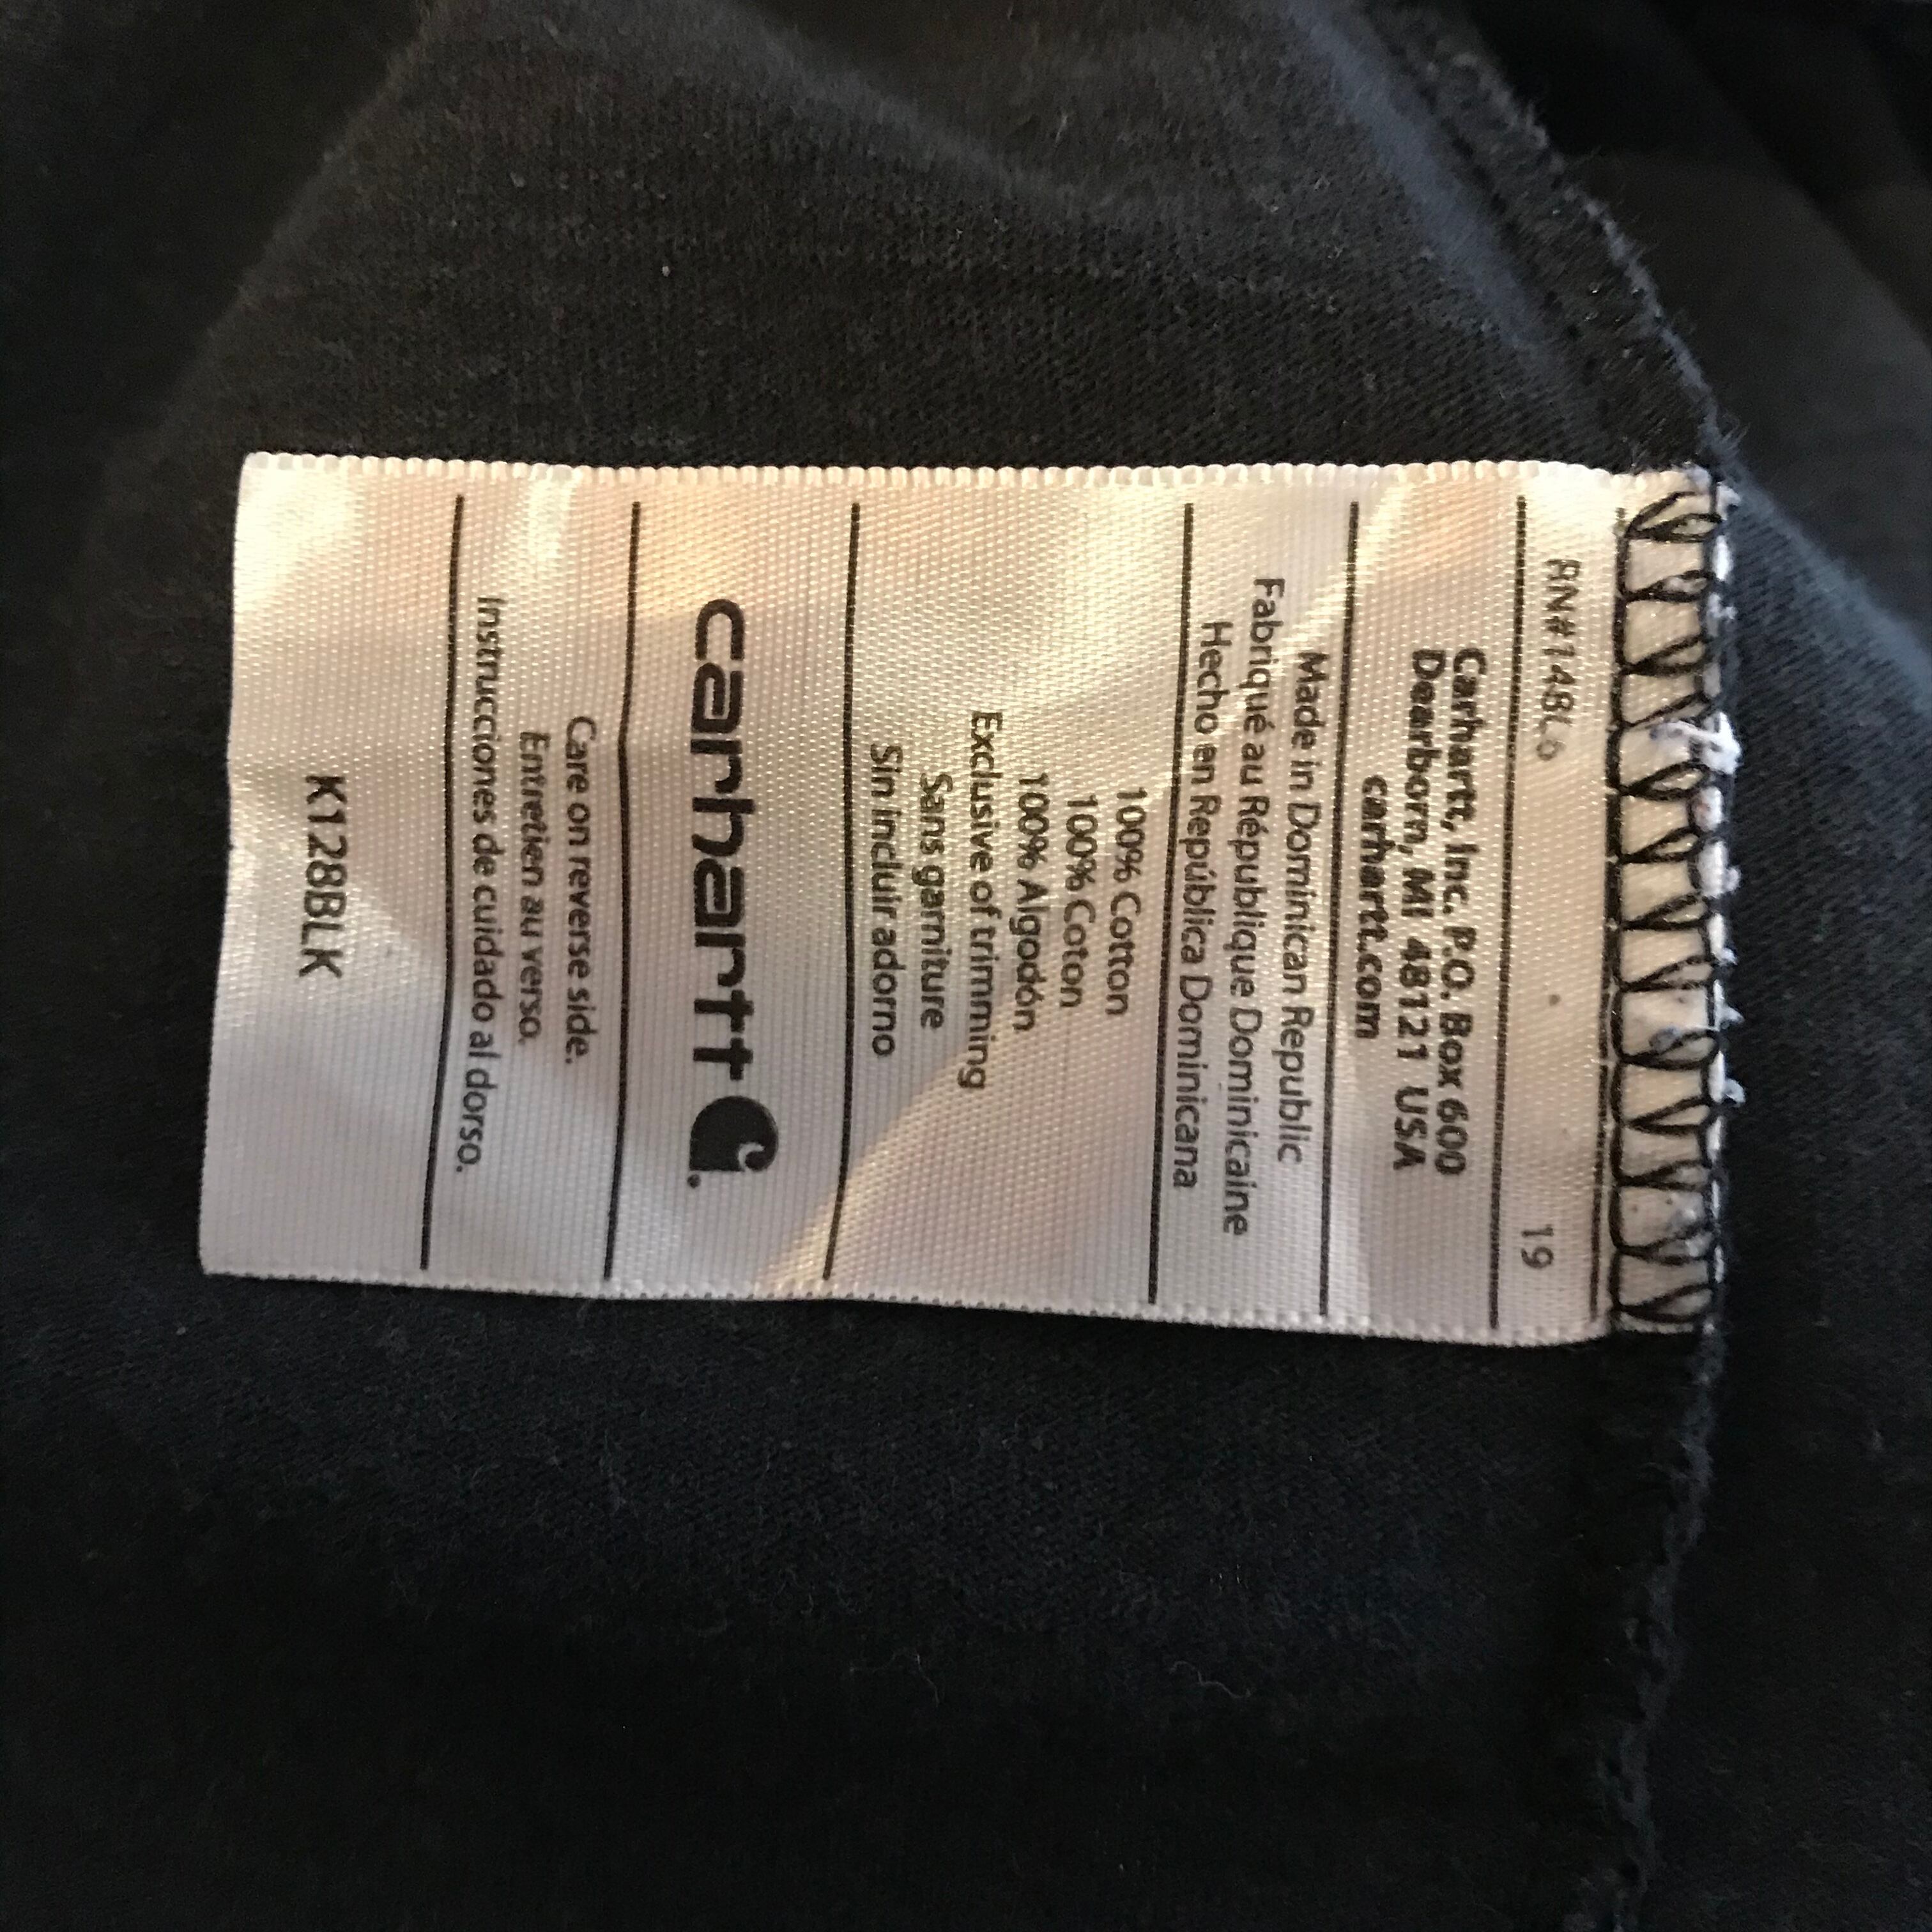 RN#14806 19
Carhartt, Inc. P.O. Box 600
Dearborn, MI 48121 USA
carhartt.com
Made in Dominican Republic
Fabriqué au République Dominicaine
Hecho en República Dominicana
100% Cotton
100% Coton
100% Algodón
Exclusive of trimming
Sans garniture
Sin incluir adorno
carhartt
Care on reverse side.
Entretien au verso.
Instrucciones de cuidado al dorso.
K128BLK